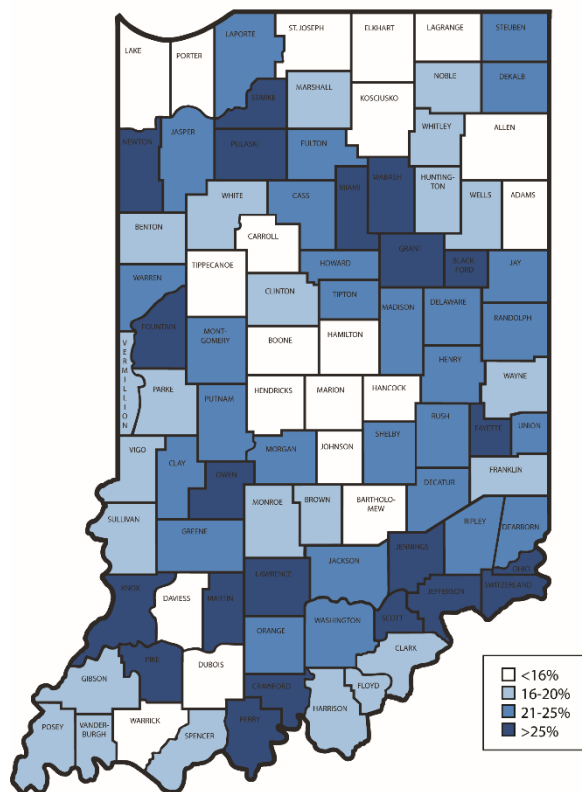 LAKE
PORTER
LAPORTE
ST. JOSEPH
ELKHART
LAGRANGE
STEUBEN
NOBLE
DEKALB
STARKE
MARSHALL
KOSCIUSKO
WHITLEY
ALLEN
NEWTON
JASPER
PULASKI
FULTON
MIAMI
WABASH
HUNTING-
TON
WELLS
ADAMS
BENTON
WHITE
CASS
CARROLL
GRANT
BLACK-
FORD
JAY
WARREN
TIPPECANOE
HOWARD
CLINTON
TIPTON
MADISON
DELAWARE
RANDOLPH
FOUNTAIN
MONT-
GOMERY
BOONE
HAMILTON
HENRY
WAYNE
VERMILLION
PARKE
PUTNAM
HENDRICKS
MARION
HANCOCK
RUSH
FAYETTE
UNION
VIGO
CLAY
OWEN
MORGAN
JOHNSON
SHELBY
DECATUR
FRANKLIN
SULLIVAN
GREENE
MONROE
BROWN
BARTHOLO-
MEW
RIPLEY
DEARBORN
OHIO
KNOX
DAVIESS
MARTIN
LAWRENCE
JACKSON
JENNINGS
JEFFERSON
SWITZERLAND
SCOTT
ORANGE
WASHINGTON
CLARK
GIBSON
PIKE
DUBOIS
CRAWFORD
FLOYD
HARRISON
POSEY
VANDER-
BURGH
WARRICK
SPENCER
PERRY
<16%
16-20%
21-25%
>25%